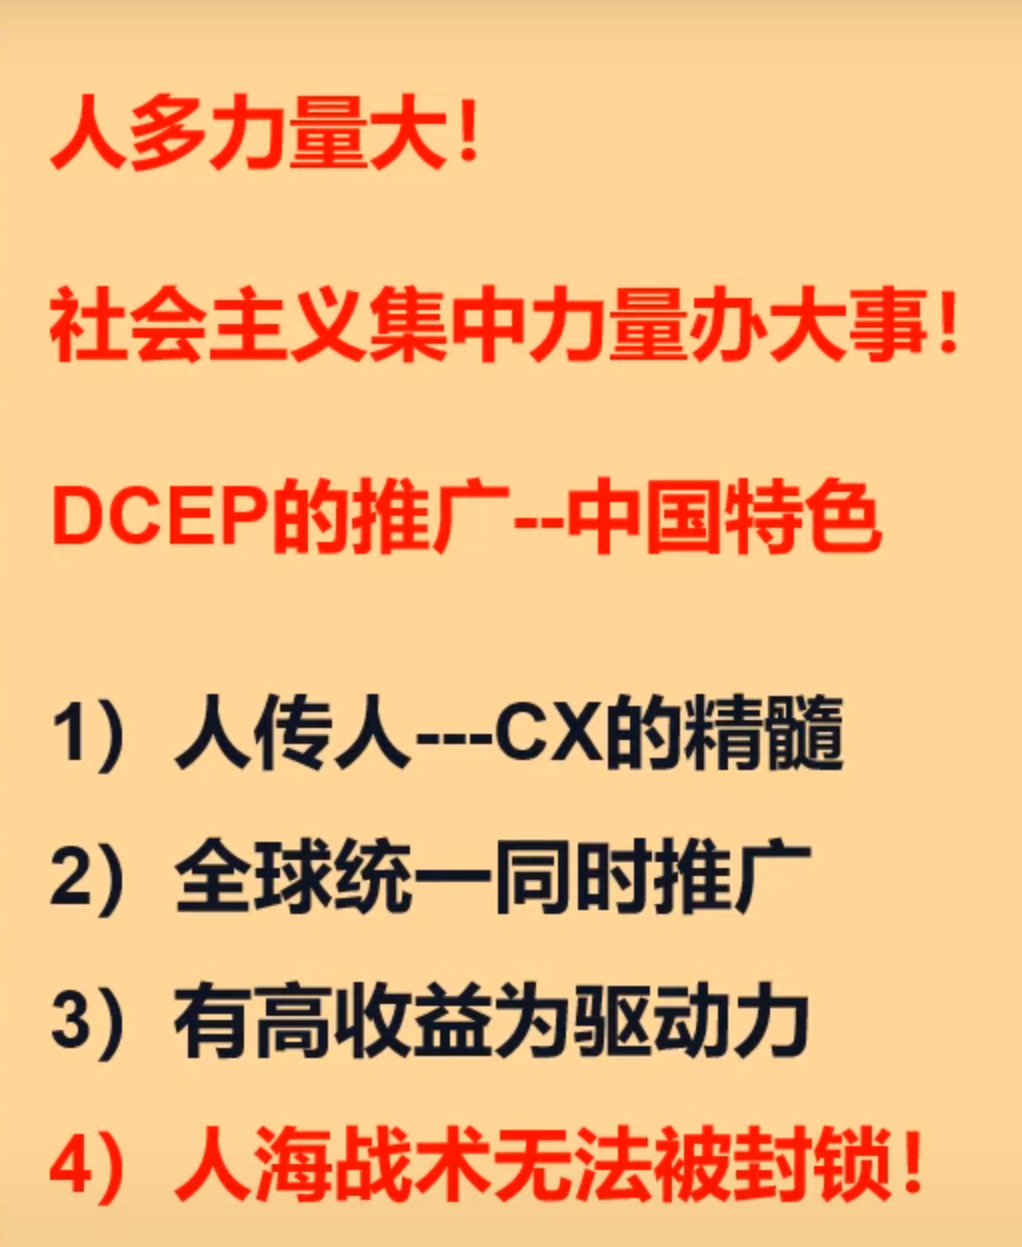 人多力量大！
社会主义集中力量办大事！
DCEP的推广--中国特色
1）人传人---CX的精髓
2）全球统一同时推广
3）有高收益为驱动力
4）人海战术无法被封锁！